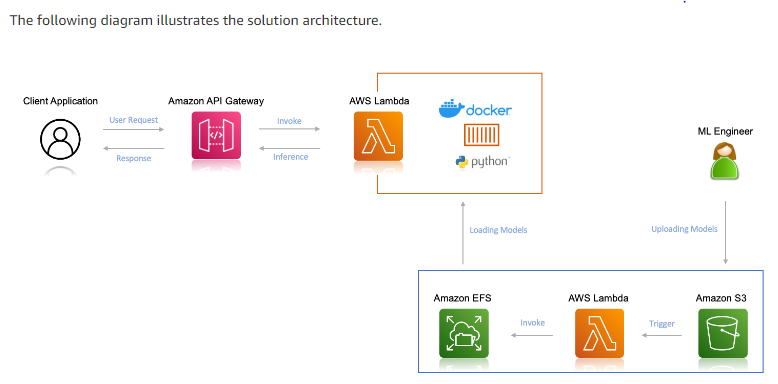 The following diagram illustrates the solution architecture.
Client Application
Amazon API Gateway
AWS Lambda
User Request
Response
Invoke
Inference
docker
python
ML Engineer
Loading Models
Uploading Models
Amazon EFS
AWS Lambda
Amazon S3
Invoke
Trigger